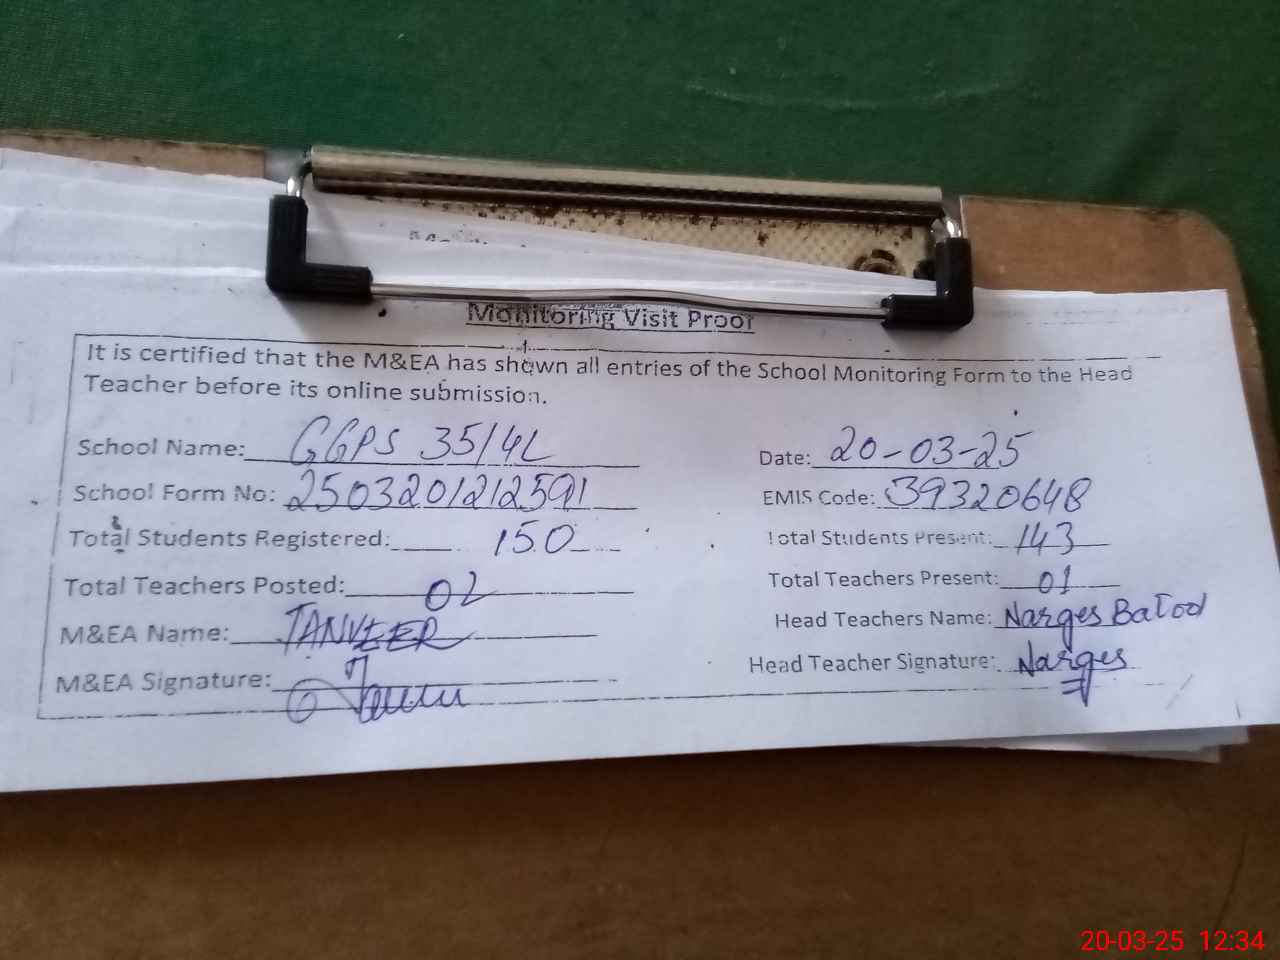 Monitoring Visit Proof
It is certified that the M&EA has shown all entries of the School Monitoring Form to the Head
Teacher before its online submission.
School Name: GGPS 35/4L Date: 20-03-25
School Form No: 2503201212591 EMIS Code: 39320648
Total Students Registered: 150 Total Students Present: 143
Total Teachers Posted: 02 Total Teachers Present: 01
M&EA Name: TANVEER Head Teachers Name: Narges Batool
M&EA Signature: Head Teacher Signature: Narges
20-03-25 12:34